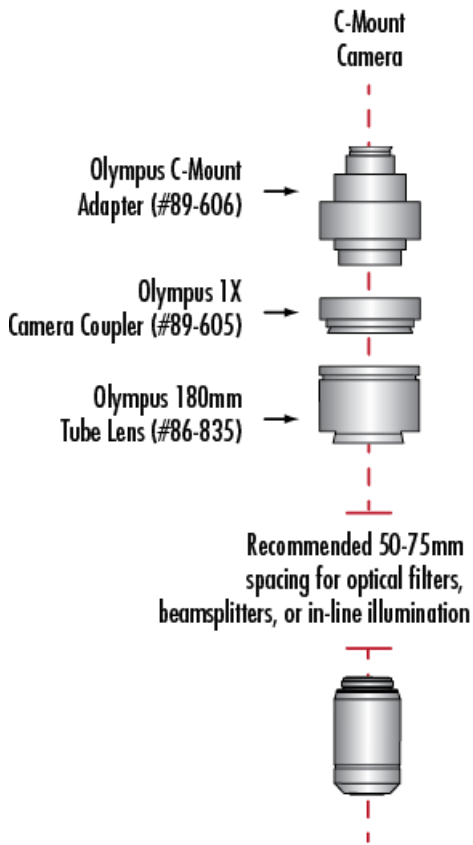 C-Mount
Camera
Olympus C-Mount
Adapter (#89-606)
Olympus 1X
Camera Coupler (#89-605)
Olympus 180mm
Tube Lens (#86-835)
Recommended 50-75mm
spacing for optical filters,
beamsplitters, or in-line illumination